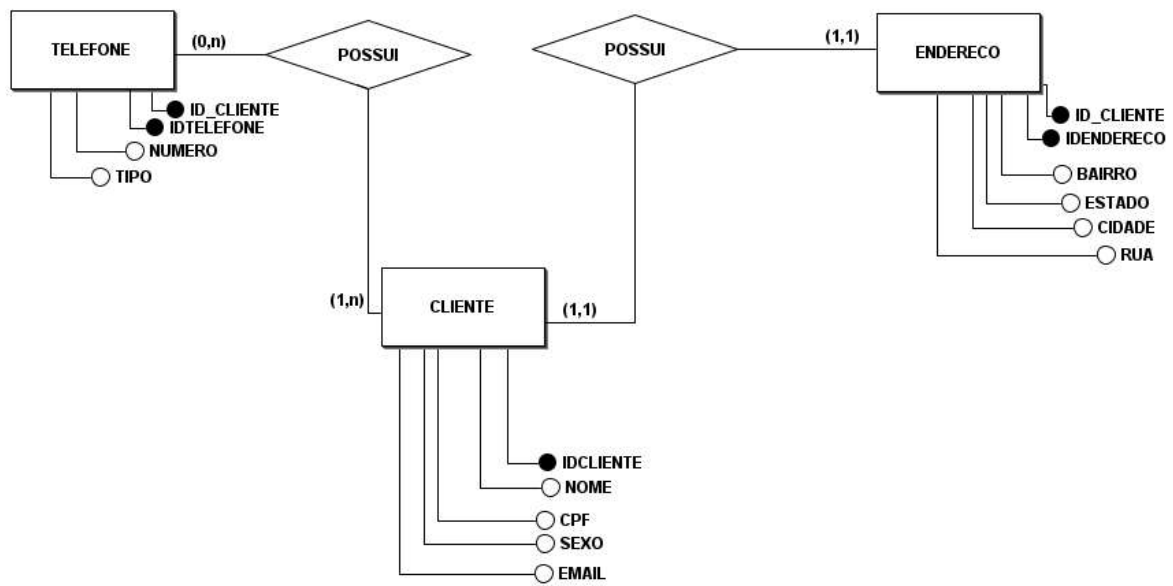 TELEFONE
(0,n)
POSSUI
POSSUI
(1,1)
ENDERECO
ID_CLIENTE
IDTELEFONE
NUMERO
TIPO
ID_CLIENTE
IDENDERECO
BAIRRO
ESTADO
CIDADE
RUA
(1,n)
CLIENTE
(1,1)
IDCLIENTE
NOME
CPF
SEXO
EMAIL